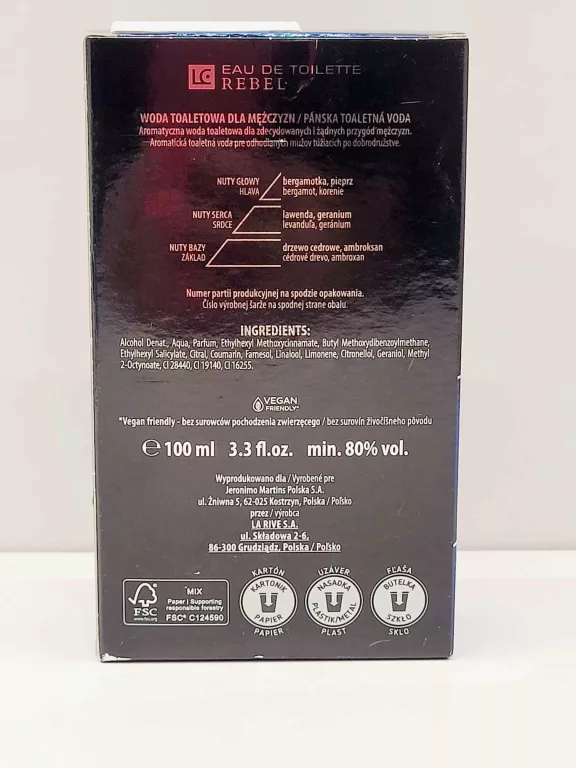 LC EAU DE TOILETTE
REBEL
WODA TOALETOWA DLA MĘŻCZYZN / PÁNSKA TOALETNÁ VODA
Aromatyczna woda toaletowa dla zdecydowanych i żądnych przygód mężczyzn.
Aromatická toaletná voda pre odhodlaných mužov túžiacich po dobrodružstve.
NUTY GŁOWY bergamotka, pieprz
HLAVA bergamot, korenie
NUTY SERCA lawenda, geranium
SRDCE levanduľa, geránium
NUTY BAZY drzewo cedrowe, ambroksan
ZÁKLAD cédrové drevo, ambroxan
Numer partii produkcyjnej na spodzie opakowania.
Číslo výrobnej šarže na spodnej strane obalu.
INGREDIENTS:
Alcohol Denat., Aqua, Parfum, Ethylhexyl Methoxycinnamate, Butyl Methoxydibenzoylmethane,
Ethylhexyl Salicylate, Citral, Coumarin, Farnesol, Linalool, Limonene, Citronellol, Geraniol, Methyl
2-Octynoate, CI 28440, CI 19140, CI 16255.
VEGAN
FRIENDLY*
*Vegan friendly - bez surowców pochodzenia zwierzęcego / bez surovín živočíšneho pôvodu
℮ 100 ml 3.3 fl.oz. min. 80% vol.
Wyprodukowano dla / Vyrobené pre
Jeronimo Martins Polska S.A.
ul. Żniwna 5, 62-025 Kostrzyn, Polska / Poľsko
przez / výrobca
LA RIVE S.A.
ul. Składowa 2-6,
86-300 Grudziądz, Polska / Poľsko
FSC
www.fsc.org
MIX
Paper | Supporting
responsible forestry
FSC® C124590
KARTÓN
KARTONIK
PAPIER
PAPIER
UZÁVER
NASADKA
PLASTIK/METAL
PLAST
FĽAŠA
BUTELKA
SZKŁO
SKLO